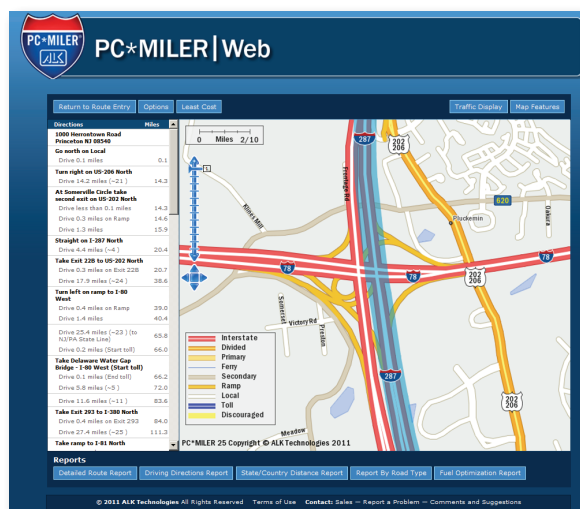 PC*MILER
ALK
PC*MILER|Web
Return to Route Entry Options Least Cost Traffic Display Map Features
Directions Miles
1000 Herrontown Road
Princeton NJ 08540
Go north on Local
Drive 0.1 miles 0.1
Turn right on US-206 North
Drive 14.2 miles (~21 ) 14.3
At Somerville Circle take
second exit on US-202 North
Drive less than 0.1 miles 14.3
Drive 0.3 miles on Ramp 14.6
Drive 1.3 miles 15.9
Straight on I-287 North
Drive 4.4 miles (~4 ) 20.4
Take Exit 22B to US-202 North
Drive 0.3 miles on Exit 22B 20.7
Drive 17.9 miles (~24 ) 38.6
Turn left on ramp to I-80
West
Drive 0.4 miles on Ramp 39.0
Drive 1.4 miles 40.4
Drive 25.4 miles (~23 ) (to
NJ/PA State Line) 65.8
Drive 0.2 miles (Start toll) 66.0
Take Delaware Water Gap
Bridge - I-80 West (Start toll)
Drive 0.1 miles (End toll) 66.2
Drive 5.8 miles (~5 ) 72.0
Drive 11.6 miles (~11 ) 83.6
Take Exit 293 to I-380 North
Drive 0.4 miles on Exit 293 84.0
Drive 27.4 miles (~25 ) 111.3
Take ramp to I-81 North
0 Miles 2/10
287
202
206
Frontage Rd
620
Kines Mill
Pluckemin
Dakura
78
78
78
202
206
Somerset
Victory Rd
Preston
287
202
206
Meadow
Interstate
Divided
Primary
Ferry
Secondary
Ramp
Local
Toll
Discouraged
PC*MILER 25 Copyright © ALK Technologies 2011
Reports
Detailed Route Report Driving Directions Report State/Country Distance Report Report By Road Type Fuel Optimization Report
© 2011 ALK Technologies All Rights Reserved Terms of Use Contact: Sales — Report a Problem — Comments and Suggestions